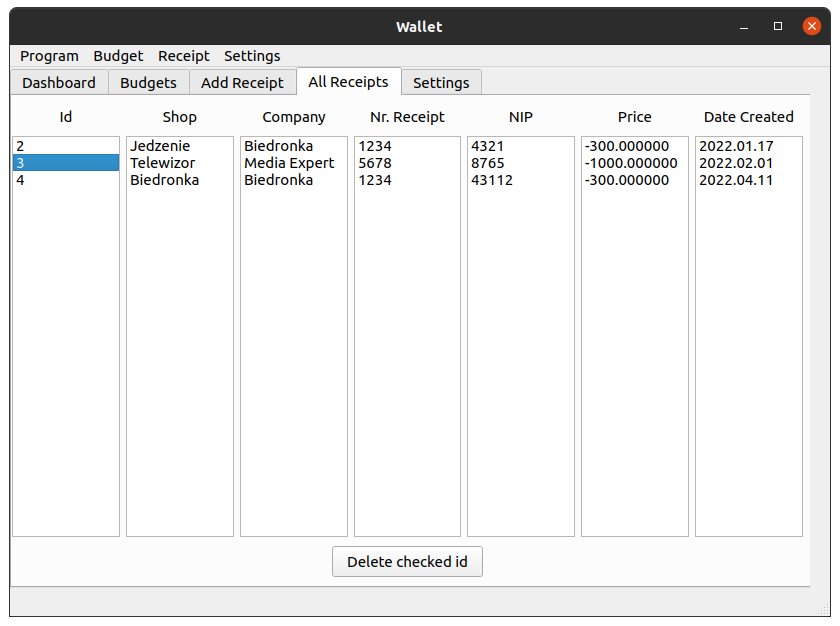 Wallet
Program Budget Receipt Settings
Dashboard Budgets Add Receipt All Receipts Settings
Id Shop Company Nr. Receipt NIP Price Date Created
2 Jedzenie Biedronka 1234 4321 -300.000000 2022.01.17
3 Telewizor Media Expert 5678 8765 -1000.000000 2022.02.01
4 Biedronka Biedronka 1234 43112 -300.000000 2022.04.11
Delete checked id